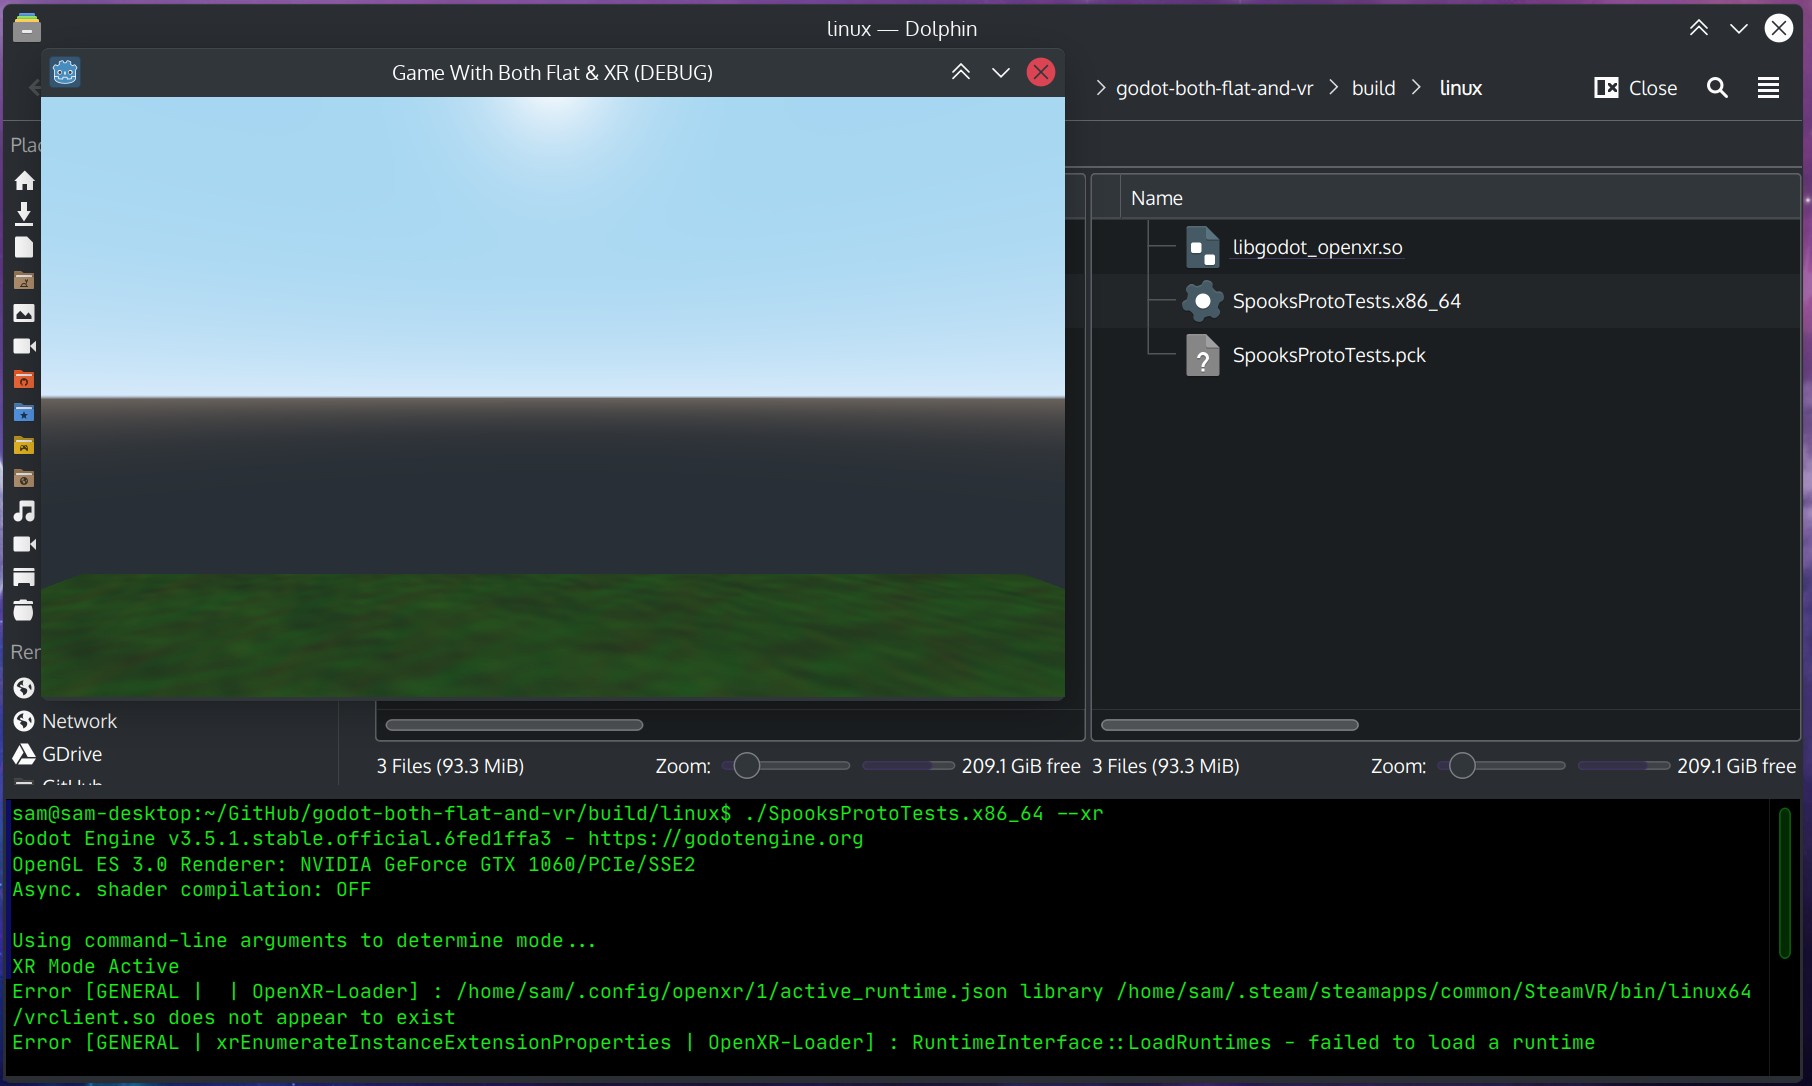 linux — Dolphin
Game With Both Flat & XR (DEBUG)
godot-both-flat-and-vr
build
linux
Close
Plac
Name
libgodot_openxr.so
SpooksProtoTests.x86_64
SpooksProtoTests.pck
Rem
Network
GDrive
GitHub
3 Files (93.3 MiB)
Zoom:
209.1 GiB free
3 Files (93.3 MiB)
Zoom:
209.1 GiB free
sam@sam-desktop:~/GitHub/godot-both-flat-and-vr/build/linux$ ./SpooksProtoTests.x86_64 --xr
Godot Engine v3.5.1.stable.official.6fed1ffa3 - https://godotengine.org
OpenGL ES 3.0 Renderer: NVIDIA GeForce GTX 1060/PCIe/SSE2
Async. shader compilation: OFF
Using command-line arguments to determine mode...
XR Mode Active
Error [GENERAL |  | OpenXR-Loader] : /home/sam/.config/openxr/1/active_runtime.json library /home/sam/.steam/steamapps/common/SteamVR/bin/linux64
/vrclient.so does not appear to exist
Error [GENERAL | xrEnumerateInstanceExtensionProperties | OpenXR-Loader] : RuntimeInterface::LoadRuntimes - failed to load a runtime